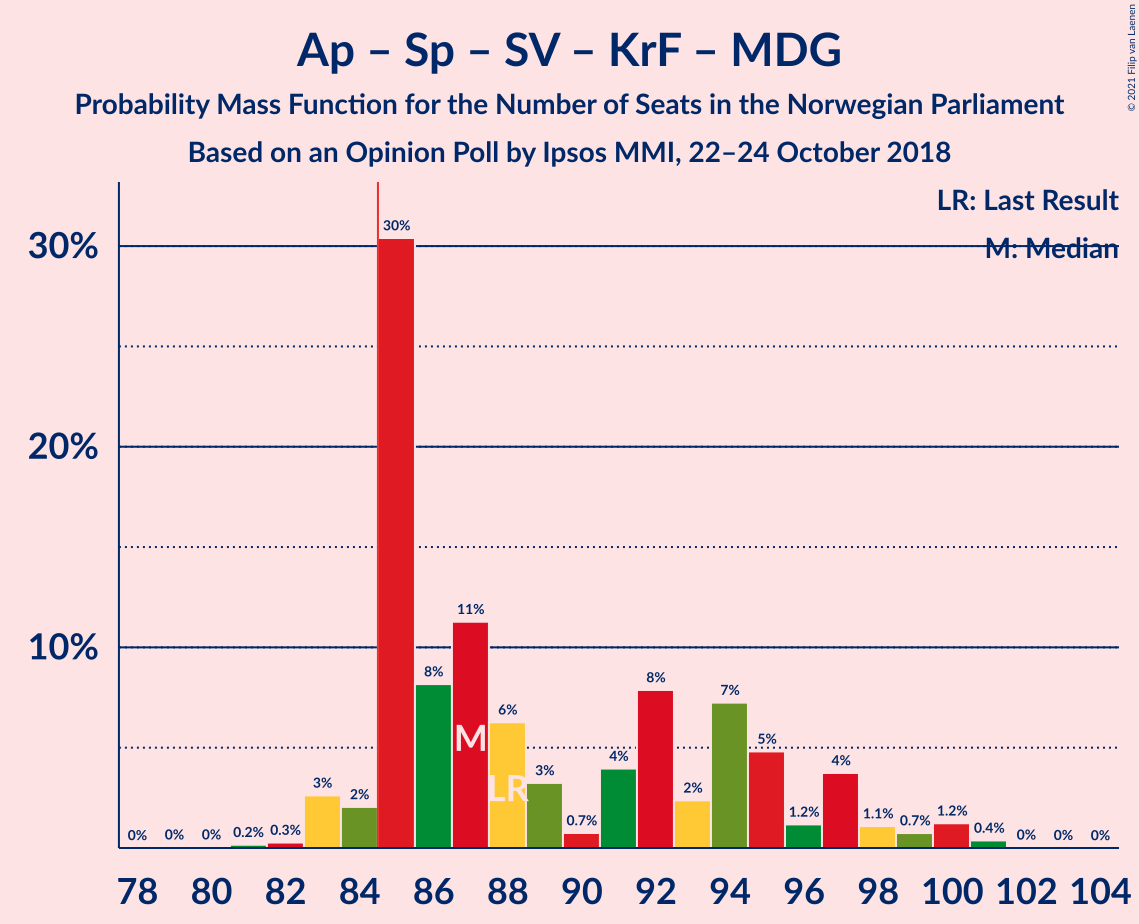 Ap – Sp – SV – KrF – MDG
Probability Mass Function for the Number of Seats in the Norwegian Parliament
Based on an Opinion Poll by Ipsos MMI, 22–24 October 2018
© 2021 Filip van Laenen
LR: Last Result
M: Median
30%
20%
10%
0% 0% 0% 0.2% 0.3% 3% 2% 30% 8% 11% 6% 3% 0.7% 4% 8% 2% 7% 5% 1.2% 4% 1.1% 0.7% 1.2% 0.4% 0% 0% 0%
M
LR
78 80 82 84 86 88 90 92 94 96 98 100 102 104